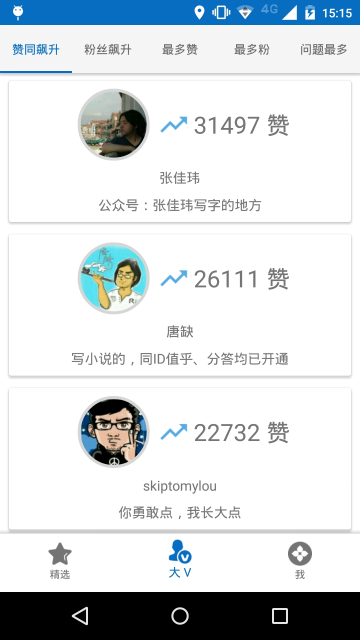 4G 15:15
赞同飙升 粉丝飙升 最多赞 最多粉 问题最多
31497 赞
张佳玮
公众号：张佳玮写字的地方
26111 赞
唐缺
写小说的，同ID值乎、分答均已开通
22732 赞
skiptomylou
你勇敢点，我长大点
精选 大 V 我